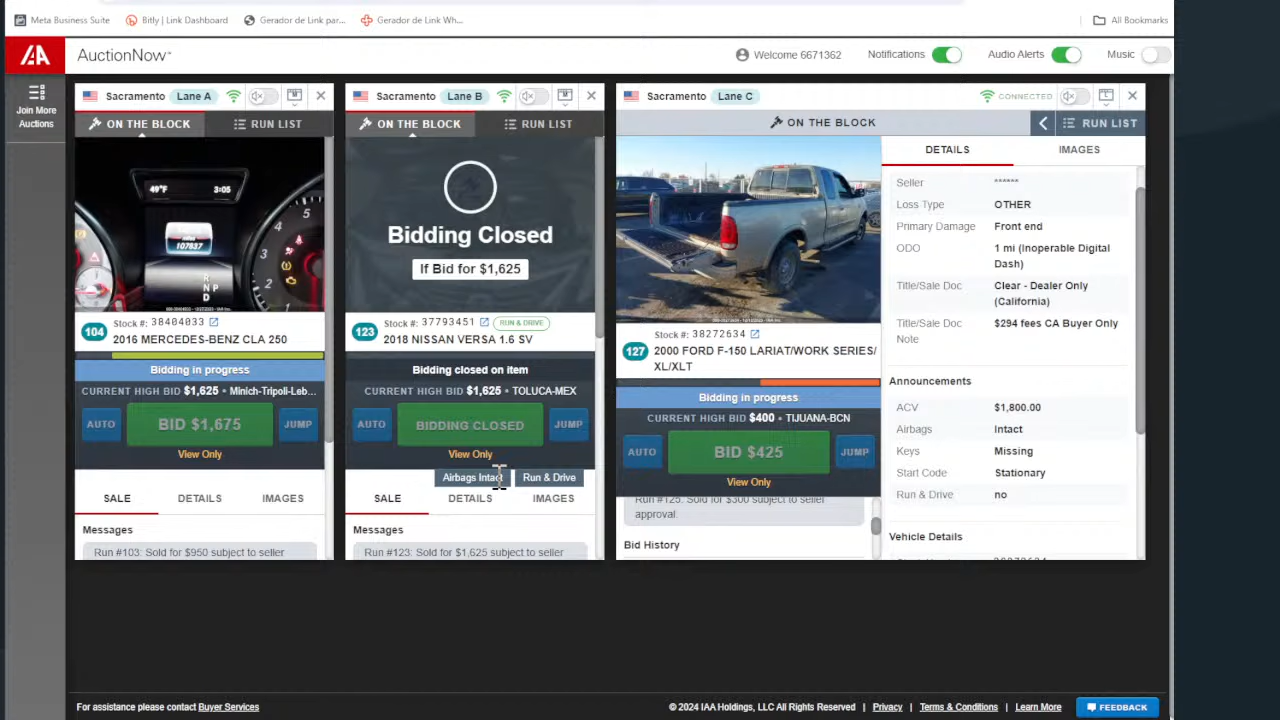 Meta Business Suite
Bitly | Link Dashboard
Gerador de Link par...
Gerador de Link Wh...
All Bookmarks
IAA
AuctionNow™
Welcome 6671362
Notifications
Audio Alerts
Music
Join More
Auctions
Sacramento Lane A
ON THE BLOCK
RUN LIST
49°F 3:05
miles
107837
R
N P
D
5
4
3
2
104
Stock #: 38404033
2016 MERCEDES-BENZ CLA 250
Bidding in progress
CURRENT HIGH BID $1,625 • Minich-Tripoli-Leb...
AUTO
BID $1,675
JUMP
View Only
SALE
DETAILS
IMAGES
Messages
Run #103: Sold for $950 subject to seller
Sacramento Lane B
ON THE BLOCK
RUN LIST
Bidding Closed
If Bid for $1,625
123
Stock #: 37793451
RUN & DRIVE
2018 NISSAN VERSA 1.6 SV
Bidding closed on item
CURRENT HIGH BID $1,625 • TOLUCA-MEX
AUTO
BIDDING CLOSED
JUMP
View Only
Airbags Intact
Run & Drive
SALE
DETAILS
IMAGES
Messages
Run #123: Sold for $1,625 subject to seller
Sacramento Lane C
CONNECTED
ON THE BLOCK
RUN LIST
127
Stock #: 38272634
2000 FORD F-150 LARIAT/WORK SERIES/
XL/XLT
Bidding in progress
CURRENT HIGH BID $400 • TIJUANA-BCN
AUTO
BID $425
JUMP
View Only
Run #125: Sold for $300 subject to seller
approval.
Bid History
DETAILS
IMAGES
Seller ******
Loss Type OTHER
Primary Damage Front end
ODO 1 mi (Inoperable Digital
Dash)
Title/Sale Doc Clear - Dealer Only
(California)
Title/Sale Doc $294 fees CA Buyer Only
Note
Announcements
ACV $1,800.00
Airbags Intact
Keys Missing
Start Code Stationary
Run & Drive no
Vehicle Details
For assistance please contact Buyer Services
© 2024 IAA Holdings, LLC All Rights Reserved | Privacy | Terms & Conditions | Learn More
FEEDBACK